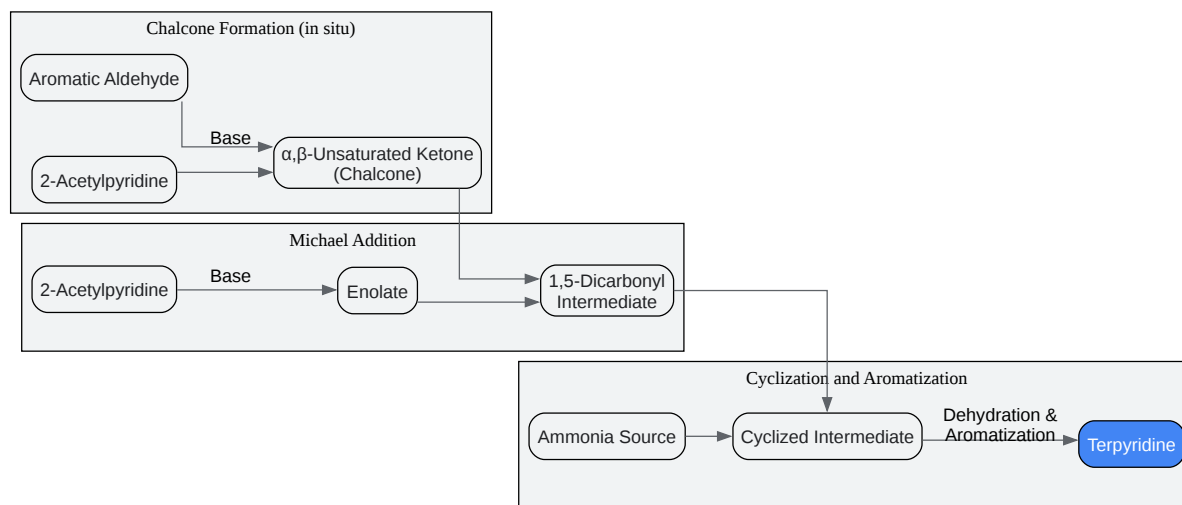 Chalcone Formation (in situ)
Aromatic Aldehyde
Base
2-Acetylpyridine
α,β-Unsaturated Ketone
(Chalcone)
Michael Addition
2-Acetylpyridine
Base
Enolate
1,5-Dicarbonyl
Intermediate
Cyclization and Aromatization
Ammonia Source
Cyclized Intermediate
Dehydration &
Aromatization
Terpyridine